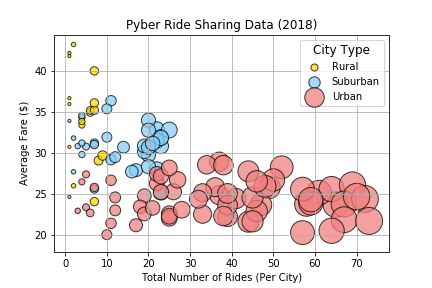 Pyber Ride Sharing Data (2018)
City Type
Rural
Suburban
Urban
Average Fare ($)
40
35
30
25
20
0
10
20
30
40
50
60
70
Total Number of Rides (Per City)